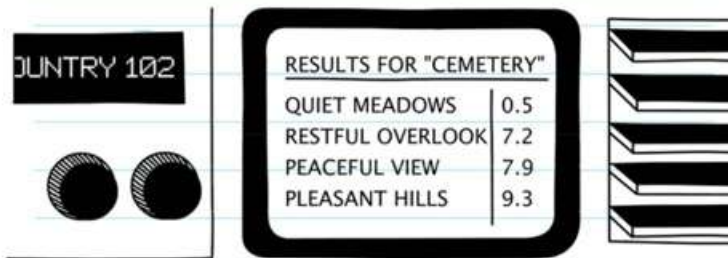 OUNTRY 102
RESULTS FOR "CEMETERY"
QUIET MEADOWS 0.5
RESTFUL OVERLOOK 7.2
PEACEFUL VIEW 7.9
PLEASANT HILLS 9.3